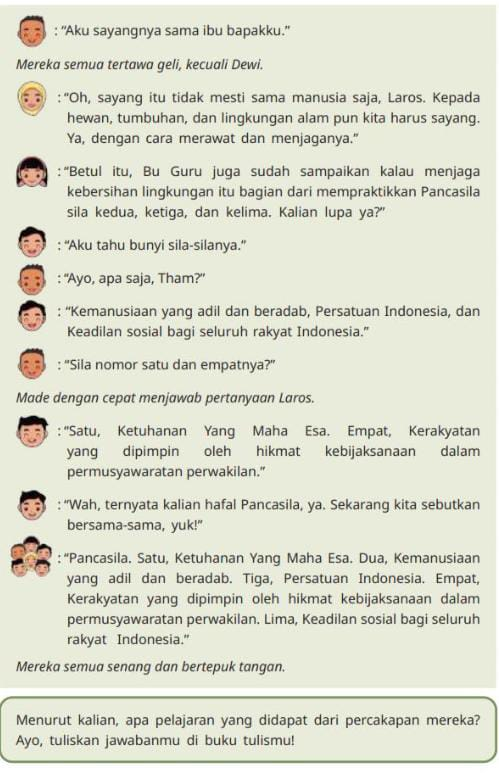 : “Aku sayangnya sama ibu bapakku.”
Mereka semua tertawa geli, kecuali Dewi.
: “Oh, sayang itu tidak mesti sama manusia saja, Laros. Kepada
hewan, tumbuhan, dan lingkungan alam pun kita harus sayang.
Ya, dengan cara merawat dan menjaganya.”
: “Betul itu, Bu Guru juga sudah sampaikan kalau menjaga
kebersihan lingkungan itu bagian dari mempraktikkan Pancasila
sila kedua, ketiga, dan kelima. Kalian lupa ya?”
: “Aku tahu bunyi sila-silanya.”
: “Ayo, apa saja, Tham?”
: “Kemanusiaan yang adil dan beradab, Persatuan Indonesia, dan
Keadilan sosial bagi seluruh rakyat Indonesia.”
: “Sila nomor satu dan empatnya?”
Made dengan cepat menjawab pertanyaan Laros.
: “Satu, Ketuhanan Yang Maha Esa. Empat, Kerakyatan
yang dipimpin oleh hikmat kebijaksanaan dalam
permusyawaratan perwakilan.”
: “Wah, ternyata kalian hafal Pancasila, ya. Sekarang kita sebutkan
bersama-sama, yuk!”
: “Pancasila. Satu, Ketuhanan Yang Maha Esa. Dua, Kemanusiaan
yang adil dan beradab. Tiga, Persatuan Indonesia. Empat,
Kerakyatan yang dipimpin oleh hikmat kebijaksanaan dalam
permusyawaratan perwakilan. Lima, Keadilan sosial bagi seluruh
rakyat Indonesia.”
Mereka semua senang dan bertepuk tangan.
Menurut kalian, apa pelajaran yang didapat dari percakapan mereka?
Ayo, tuliskan jawabanmu di buku tulismu!